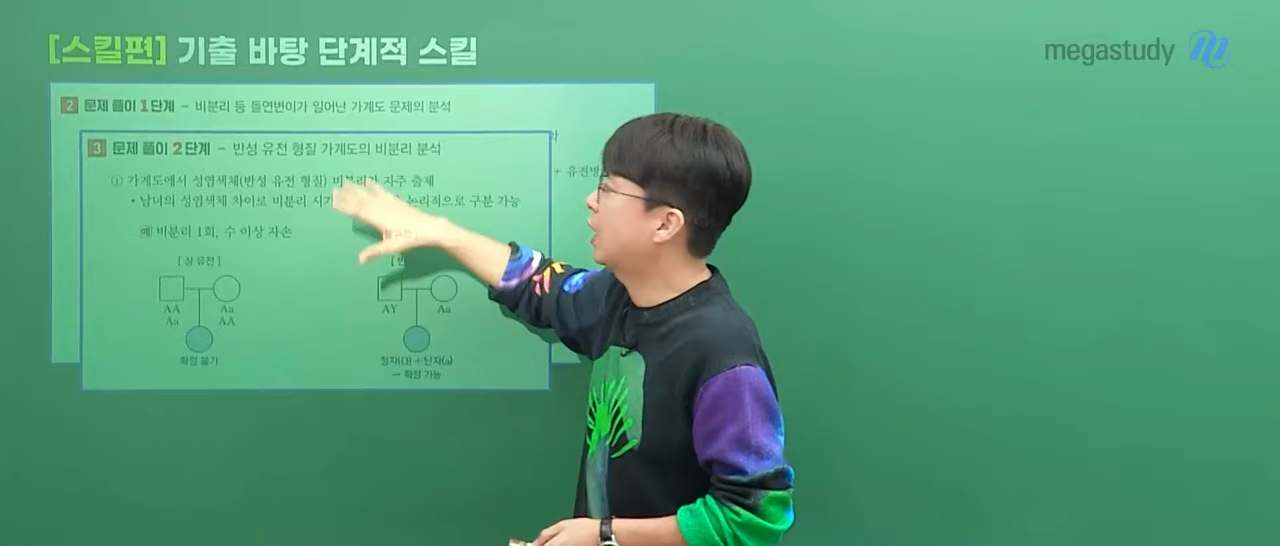 [스킬편] 기출 바탕 단계적 스킬
megastudy
2 문제 풀이 1단계 - 비분리 등 돌연변이가 일어난 가계도 문제의 분석
+ 유전방
3 문제 풀이 2단계 - 반성 유전 형질 가계도의 비분리 분석
① 가계도에서 성염색체(반성 유전 형질) 비분리가 자주 출제
• 남녀의 성염색체 차이로 비분리 시기 논리적으로 구분 가능
예) 비분리 1회, 수 이상 자손
[ 상 유전 ] [ 반
AA Aa AY Aa
Aa AA
확정 불가 정자(O) + 난자(a)
→ 확정 가능